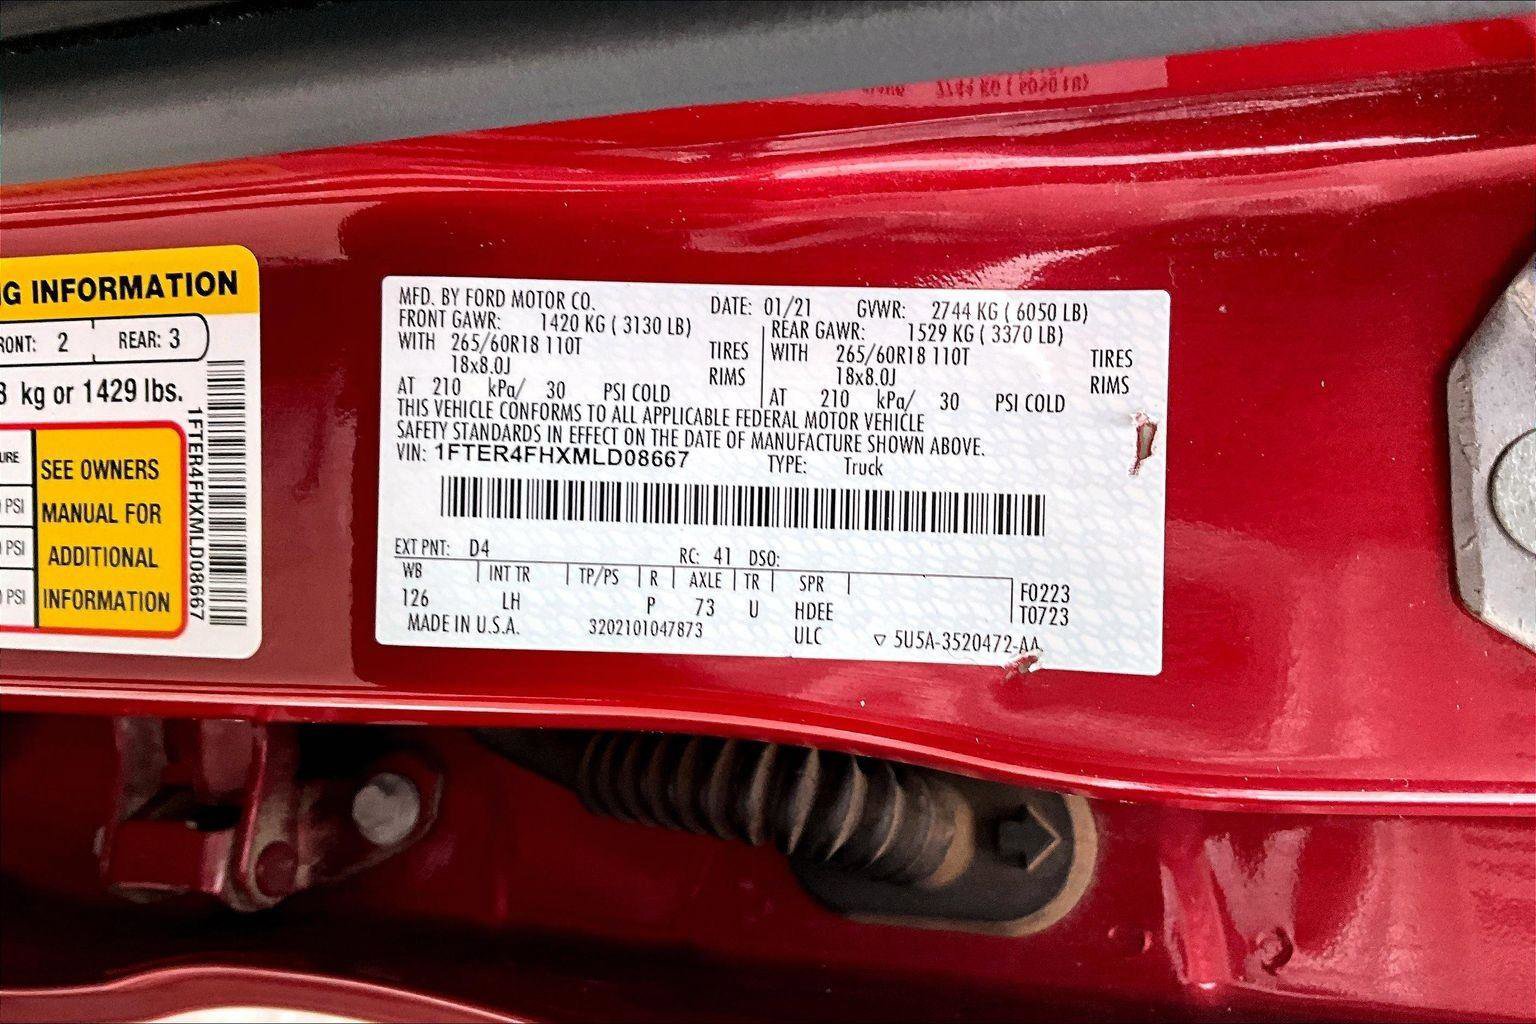 G INFORMATION
RONT: 2 REAR: 3
8 kg or 1429 lbs.
URE
PSI
PSI
PSI
SEE OWNERS
MANUAL FOR
ADDITIONAL
INFORMATION
1FTER4FHXMLD08667
MFD. BY FORD MOTOR CO. DATE: 01/21 GVWR: 2744 KG ( 6050 LB)
FRONT GAWR: 1420 KG ( 3130 LB) REAR GAWR: 1529 KG ( 3370 LB)
WITH 265/60R18 110T TIRES WITH 265/60R18 110T TIRES
18x8.0J RIMS 18x8.0J RIMS
AT 210 kPa/ 30 PSI COLD AT 210 kPa/ 30 PSI COLD
THIS VEHICLE CONFORMS TO ALL APPLICABLE FEDERAL MOTOR VEHICLE
SAFETY STANDARDS IN EFFECT ON THE DATE OF MANUFACTURE SHOWN ABOVE.
VIN: 1FTER4FHXMLD08667 TYPE: Truck
EXT PNT: D4 RC: 41 DSO:
WB INT TR TP/PS R AXLE TR SPR F0223
126 LH P 73 U HDEE T0723
MADE IN U.S.A. 3202101047873 ULC ▽ 5U5A-3520472-AA